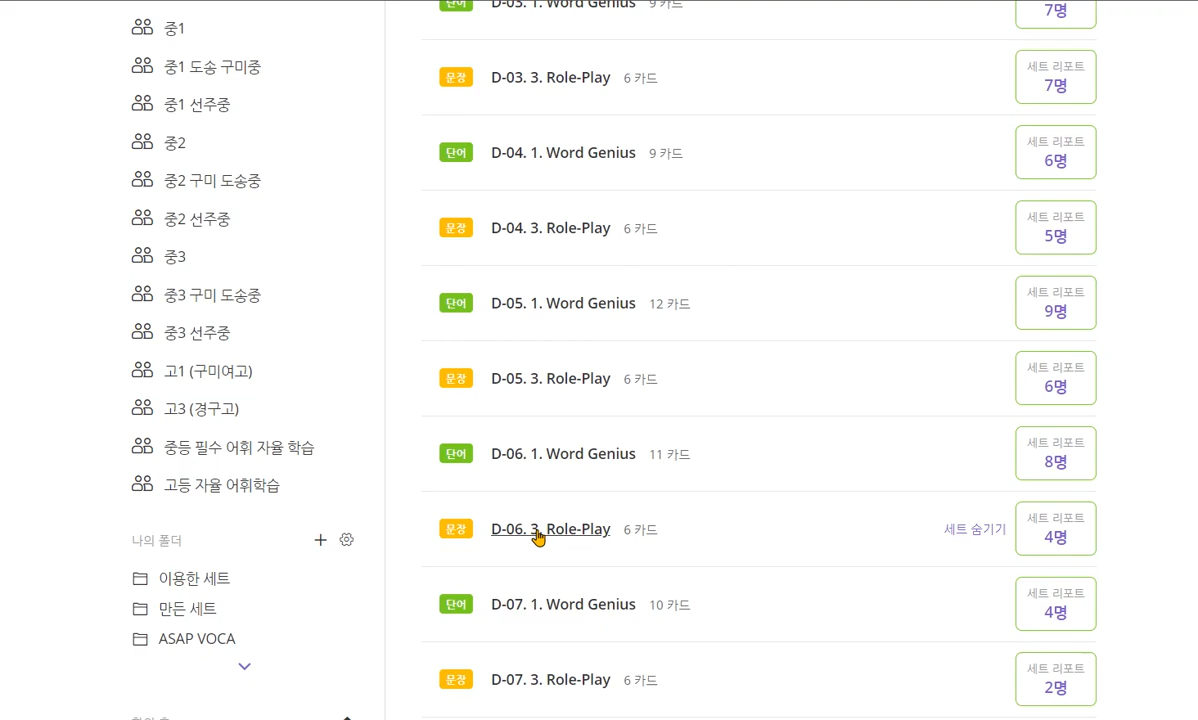 중1
중1 도송 구미중
중1 선주중
중2
중2 구미 도송중
중2 선주중
중3
중3 구미 도송중
중3 선주중
고1 (구미여고)
고3 (경구고)
중등 필수 어휘 자율 학습
고등 자율 어휘학습
나의 폴더
이용한 세트
만든 세트
ASAP VOCA
단어 D-03. 1. Word Genius 9 카드
7명
문장 D-03. 3. Role-Play 6 카드
세트 리포트
7명
단어 D-04. 1. Word Genius 9 카드
세트 리포트
6명
문장 D-04. 3. Role-Play 6 카드
세트 리포트
5명
단어 D-05. 1. Word Genius 12 카드
세트 리포트
9명
문장 D-05. 3. Role-Play 6 카드
세트 리포트
6명
단어 D-06. 1. Word Genius 11 카드
세트 리포트
8명
문장 D-06. 3. Role-Play 6 카드 세트 숨기기
세트 리포트
4명
단어 D-07. 1. Word Genius 10 카드
세트 리포트
4명
문장 D-07. 3. Role-Play 6 카드
세트 리포트
2명